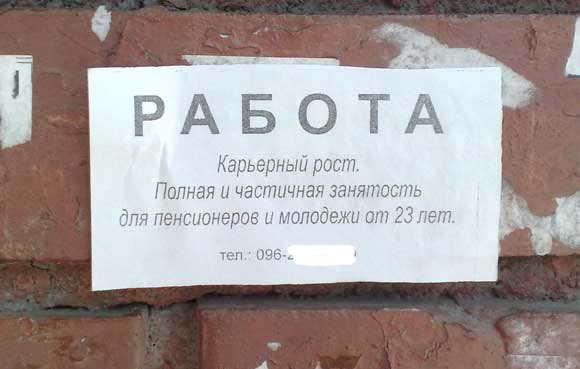 РАБОТА
Карьерный рост.
Полная и частичная занятость
для пенсионеров и молодежи от 23 лет.
тел.: 096-